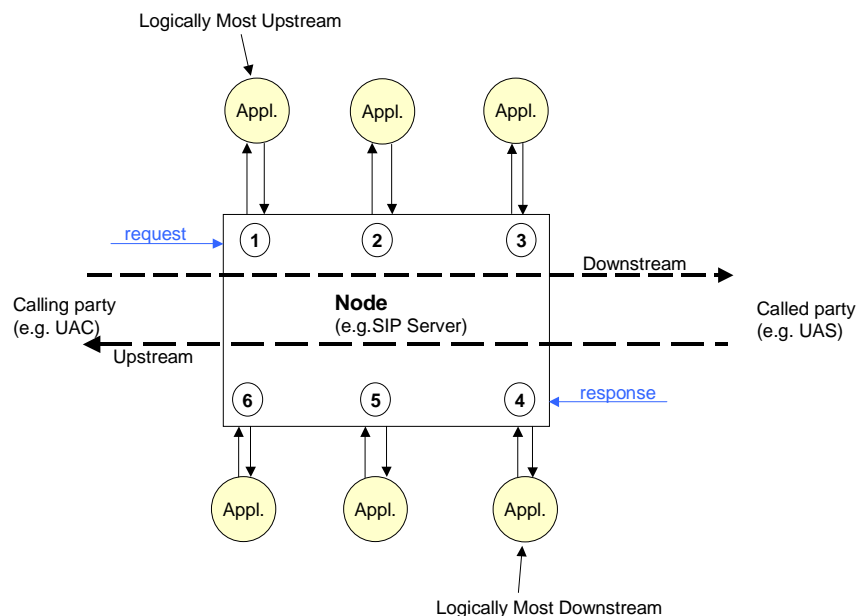 Logically Most Upstream
Appl.
Appl.
Appl.
request
1
2
3
Downstream
Calling party
(e.g. UAC)
Node
(e.g.SIP Server)
Called party
(e.g. UAS)
Upstream
6
5
4
response
Appl.
Appl.
Appl.
Logically Most Downstream